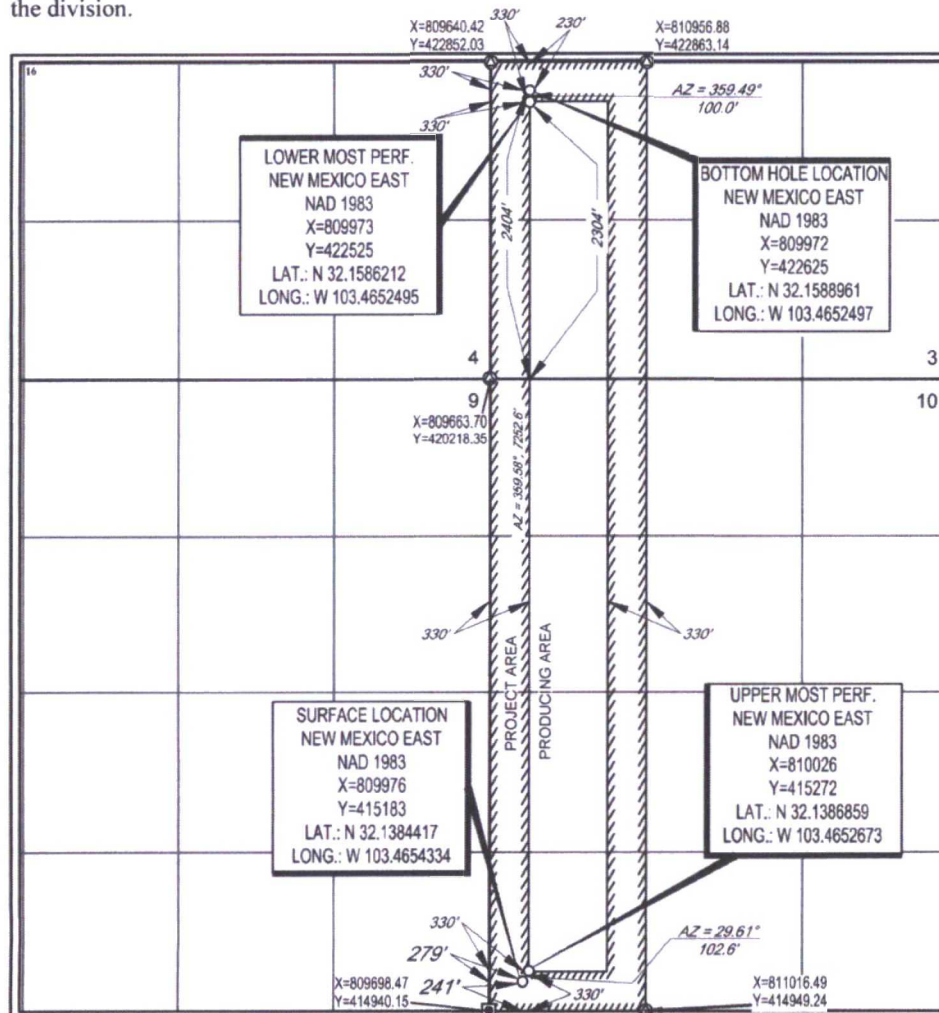 the division.
X=809640.42
Y=422852.03
330'
230'
X=810956.88
Y=422863.14
16
330'
330'
AZ = 359.49°
100.0'
LOWER MOST PERF.
NEW MEXICO EAST
NAD 1983
X=809973
Y=422525
LAT.: N 32.1586212
LONG.: W 103.4652495
BOTTOM HOLE LOCATION
NEW MEXICO EAST
NAD 1983
X=809972
Y=422625
LAT.: N 32.1588961
LONG.: W 103.4652497
2404'
2304'
4
3
9
10
X=809663.70
Y=420218.35
AZ = 359.58°, 7252.6'
330'
330'
PROJECT AREA
PRODUCING AREA
SURFACE LOCATION
NEW MEXICO EAST
NAD 1983
X=809976
Y=415183
LAT.: N 32.1384417
LONG.: W 103.4654334
UPPER MOST PERF.
NEW MEXICO EAST
NAD 1983
X=810026
Y=415272
LAT.: N 32.1386859
LONG.: W 103.4652673
330'
279'
241'
330'
AZ = 29.61°
102.6'
X=809698.47
Y=414940.15
X=811016.49
Y=414949.24